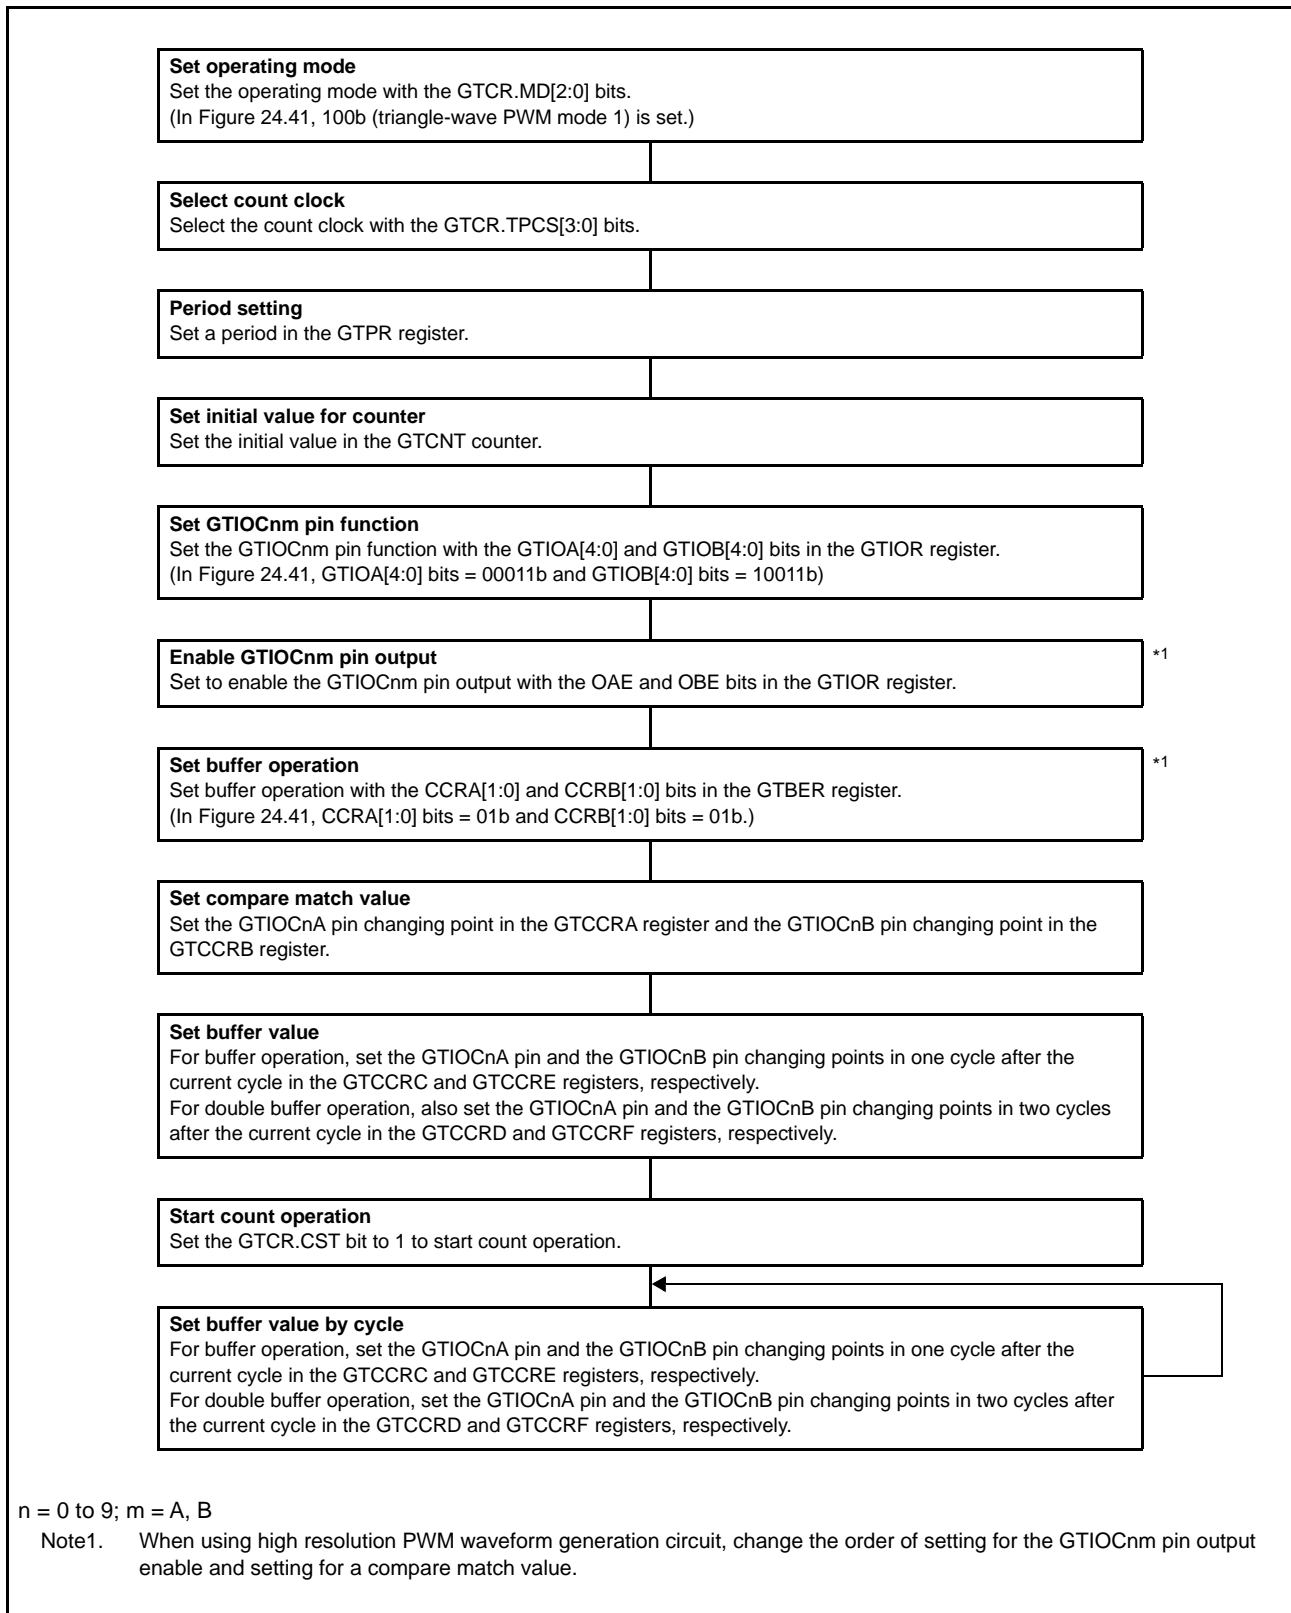 Set operating mode
Set the operating mode with the GTCR.MD[2:0] bits.
(In Figure 24.41, 100b (triangle-wave PWM mode 1) is set.)
Select count clock
Select the count clock with the GTCR.TPCS[3:0] bits.
Period setting
Set a period in the GTPR register.
Set initial value for counter
Set the initial value in the GTCNT counter.
Set GTIOCnm pin function
Set the GTIOCnm pin function with the GTIOA[4:0] and GTIOB[4:0] bits in the GTIOR register.
(In Figure 24.41, GTIOA[4:0] bits = 00011b and GTIOB[4:0] bits = 10011b)
Enable GTIOCnm pin output
*1
Set to enable the GTIOCnm pin output with the OAE and OBE bits in the GTIOR register.
Set buffer operation
*1
Set buffer operation with the CCRA[1:0] and CCRB[1:0] bits in the GTBER register.
(In Figure 24.41, CCRA[1:0] bits = 01b and CCRB[1:0] bits = 01b.)
Set compare match value
Set the GTIOCnA pin changing point in the GTCCRA register and the GTIOCnB pin changing point in the
GTCCRB register.
Set buffer value
For buffer operation, set the GTIOCnA pin and the GTIOCnB pin changing points in one cycle after the
current cycle in the GTCCRC and GTCCRE registers, respectively.
For double buffer operation, also set the GTIOCnA pin and the GTIOCnB pin changing points in two cycles
after the current cycle in the GTCCRD and GTCCRF registers, respectively.
Start count operation
Set the GTCR.CST bit to 1 to start count operation.
Set buffer value by cycle
For buffer operation, set the GTIOCnA pin and the GTIOCnB pin changing points in one cycle after the
current cycle in the GTCCRC and GTCCRE registers, respectively.
For double buffer operation, set the GTIOCnA pin and the GTIOCnB pin changing points in two cycles after
the current cycle in the GTCCRD and GTCCRF registers, respectively.
n = 0 to 9; m = A, B
Note1. When using high resolution PWM waveform generation circuit, change the order of setting for the GTIOCnm pin output
enable and setting for a compare match value.